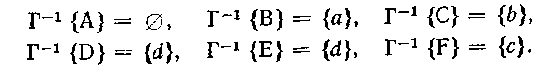 Γ⁻¹ {A} = ∅, Γ⁻¹ {B} = {a}, Γ⁻¹ {C} = {b},
Γ⁻¹ {D} = {d}, Γ⁻¹ {E} = {d}, Γ⁻¹ {F} = {c}.